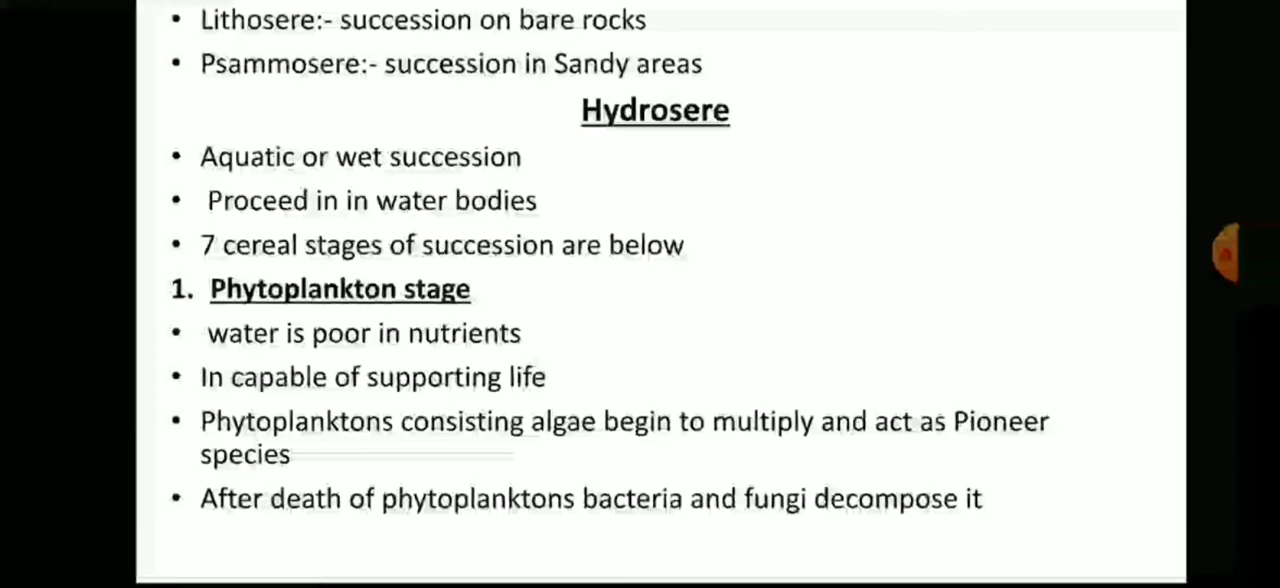 • Lithosere:- succession on bare rocks
• Psammosere:- succession in Sandy areas
Hydrosere
• Aquatic or wet succession
• Proceed in in water bodies
• 7 cereal stages of succession are below
1. Phytoplankton stage
• water is poor in nutrients
• In capable of supporting life
• Phytoplanktons consisting algae begin to multiply and act as Pioneer
species
• After death of phytoplanktons bacteria and fungi decompose it